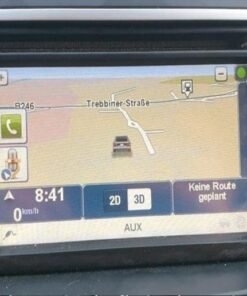 B246
Trebbiner-Straße
8:41
2D 3D
Keine Route
geplant
0 km/h
AUX